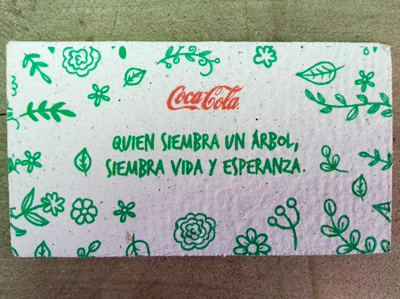 Coca-Cola
QUIEN SIEMBRA UN ÁRBOL,
SIEMBRA VIDA Y ESPERANZA.